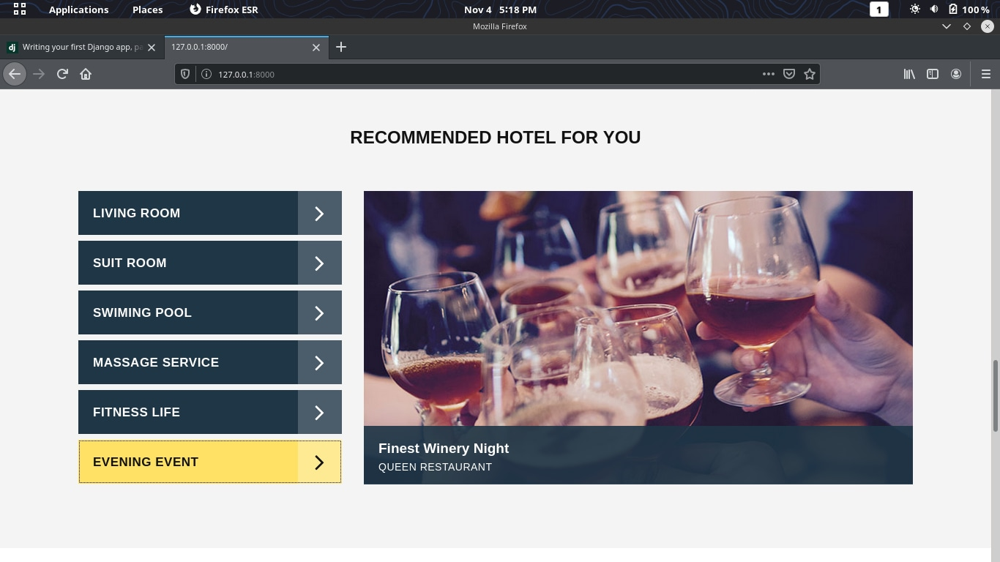 Applications Places Firefox ESR Nov 4 5:18 PM 1 100 %
Mozilla Firefox
dj Writing your first Django app, pa 127.0.0.1:8000/
127.0.0.1:8000
RECOMMENDED HOTEL FOR YOU
LIVING ROOM
SUIT ROOM
SWIMING POOL
MASSAGE SERVICE
FITNESS LIFE
EVENING EVENT
Finest Winery Night
QUEEN RESTAURANT